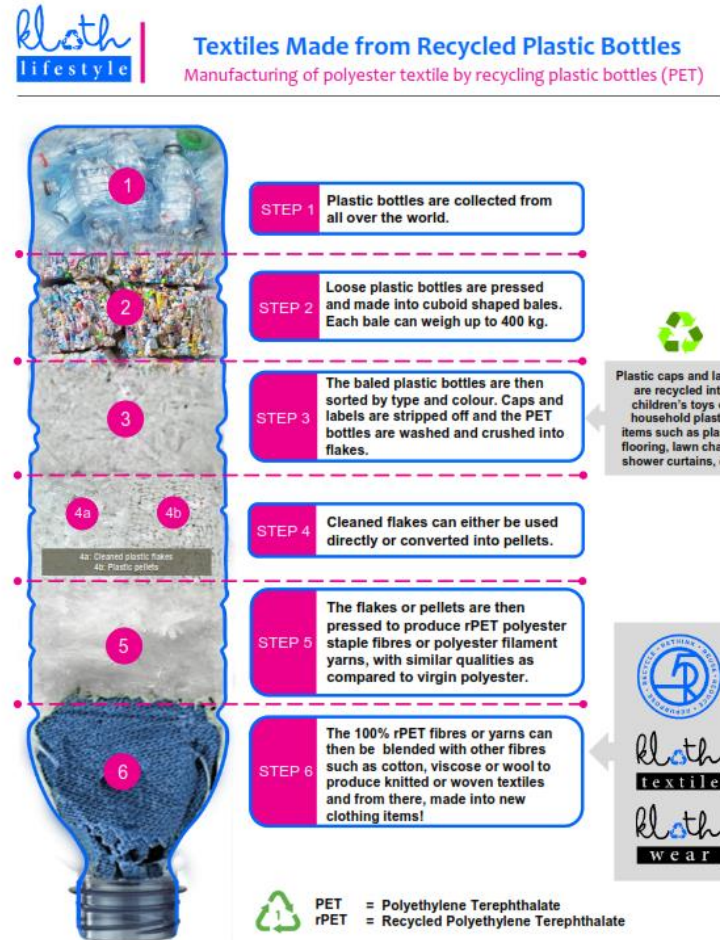 kloth
lifestyle
Textiles Made from Recycled Plastic Bottles
Manufacturing of polyester textile by recycling plastic bottles (PET)
1
STEP 1
Plastic bottles are collected from
all over the world.
2
STEP 2
Loose plastic bottles are pressed
and made into cuboid shaped bales.
Each bale can weigh up to 400 kg.
3
STEP 3
The baled plastic bottles are then
sorted by type and colour. Caps and
labels are stripped off and the PET
bottles are washed and crushed into
flakes.
Plastic caps and la
are recycled int
children's toys
household plast
items such as pla
flooring, lawn cha
shower curtains,
4a
4b
4a: Cleaned plastic flakes
4b: Plastic pellets
STEP 4
Cleaned flakes can either be used
directly or converted into pellets.
5
STEP 5
The flakes or pellets are then
pressed to produce rPET polyester
staple fibres or polyester filament
yarns, with similar qualities as
compared to virgin polyester.
RECYCLE • RETHINK • REUSE • REDUCE • REPURPOSE
5R
kloth
textile
kloth
wear
6
STEP 6
The 100% rPET fibres or yarns can
then be blended with other fibres
such as cotton, viscose or wool to
produce knitted or woven textiles
and from there, made into new
clothing items!
1
PET = Polyethylene Terephthalate
rPET = Recycled Polyethylene Terephthalate